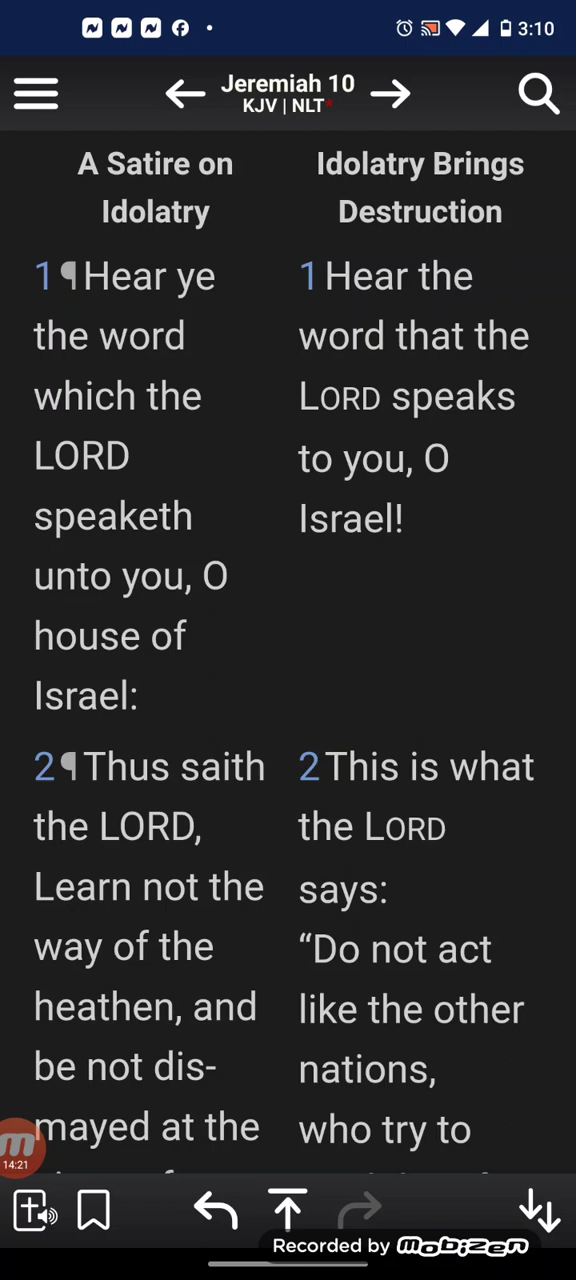 3:10
Jeremiah 10
KJV | NLT*
A Satire on
Idolatry
1 ¶Hear ye
the word
which the
LORD
speaketh
unto you, O
house of
Israel:
2 ¶Thus saith
the LORD,
Learn not the
way of the
heathen, and
be not dis-
mayed at the
Idolatry Brings
Destruction
1 Hear the
word that the
LORD speaks
to you, O
Israel!
2 This is what
the LORD
says:
“Do not act
like the other
nations,
who try to
14:21
Recorded by mobizen